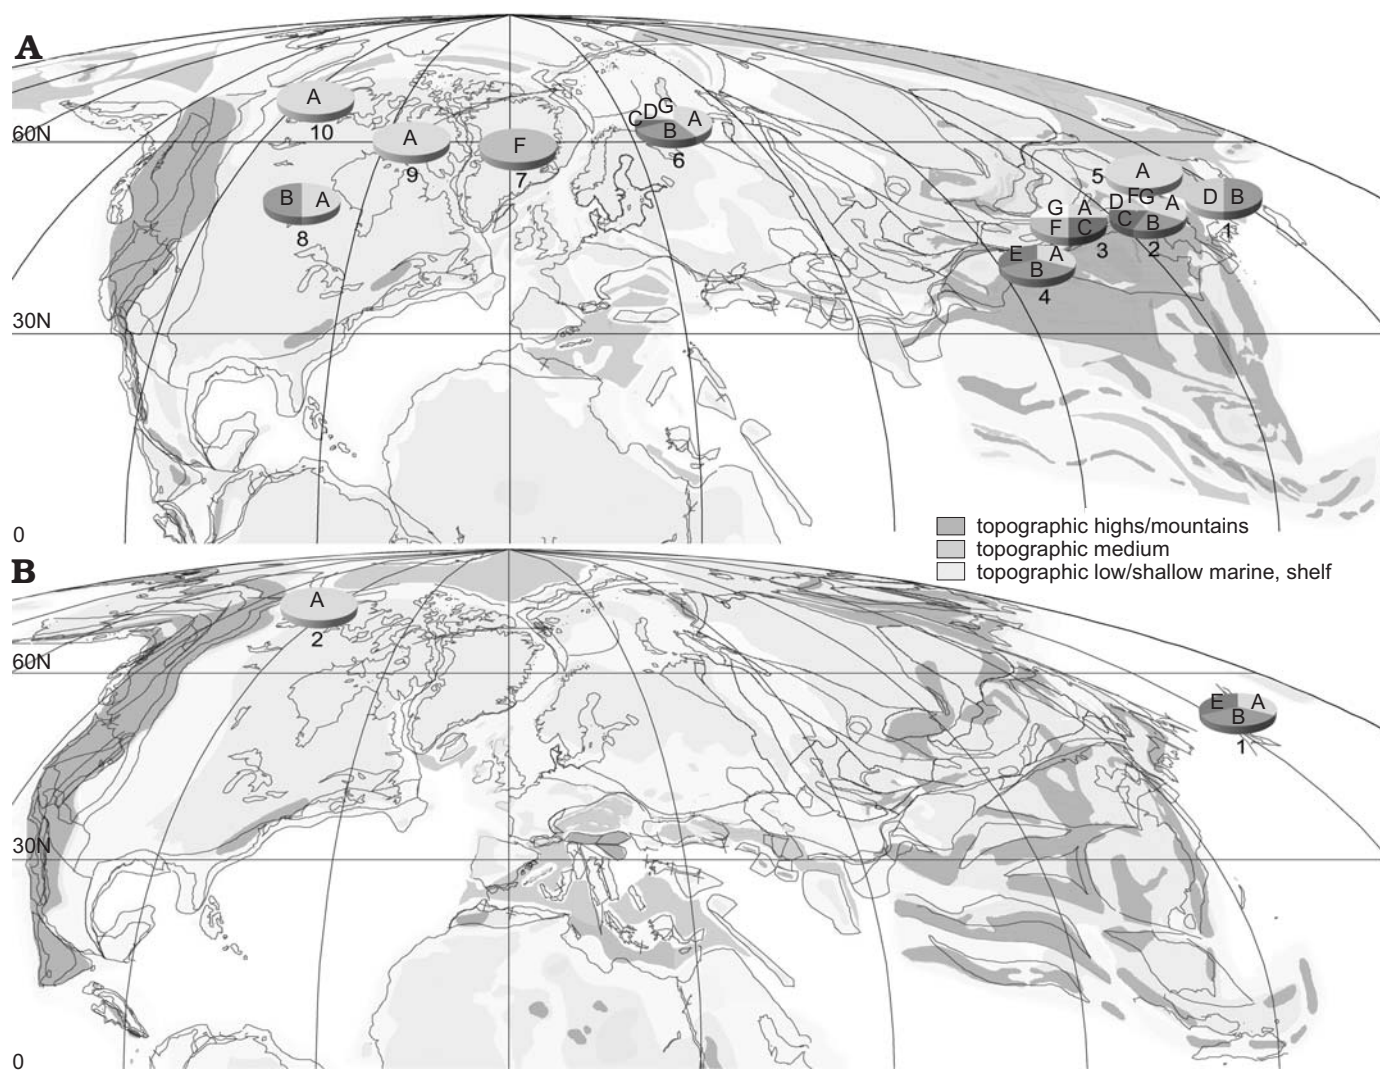 A
A
10
60N
A
9
F
7
C D G
B A
6
B A
8
5 A
D F G A
C B
2
D B
1
G A
F C
3
E A
B
4
30N
0
topographic highs/mountains
topographic medium
topographic low/shallow marine, shelf
B
A
2
60N
E A
B
1
30N
0